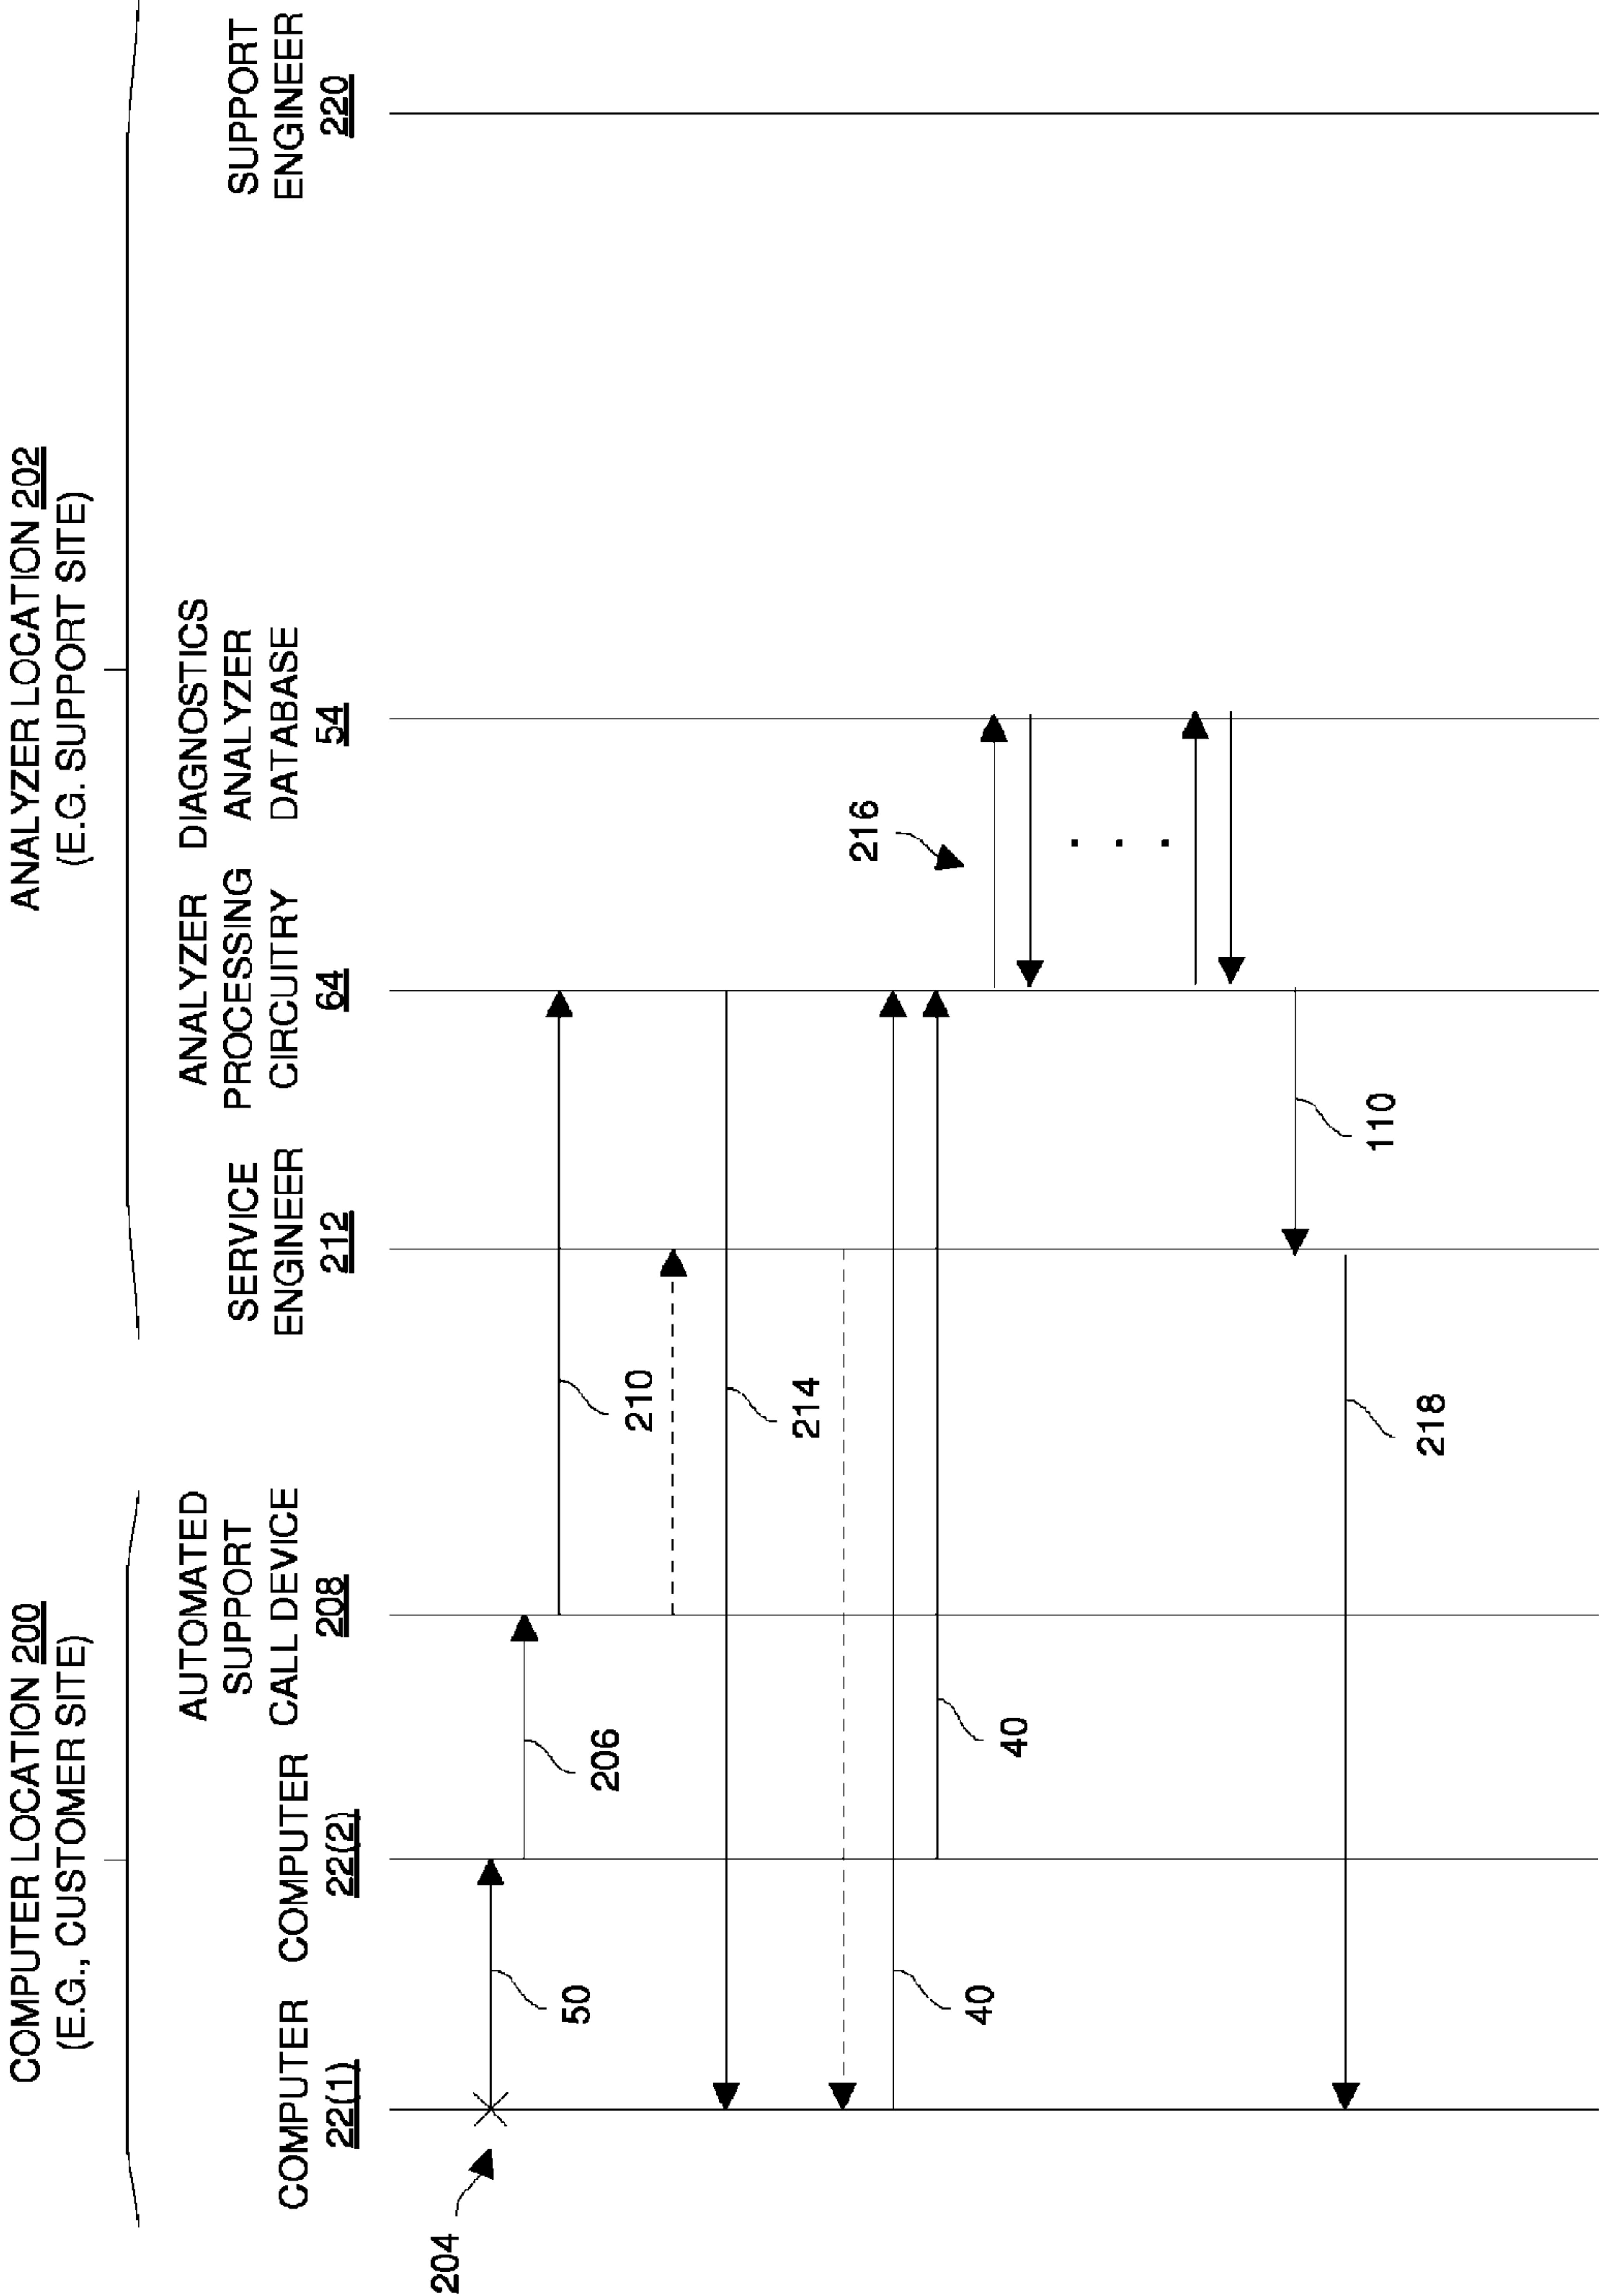 COMPUTER LOCATION 200
(E.G., CUSTOMER SITE)
ANALYZER LOCATION 202
(E.G. SUPPORT SITE)
COMPUTER
22(1)
COMPUTER
22(2)
AUTOMATED
SUPPORT
CALL DEVICE
208
SERVICE
ENGINEER
212
ANALYZER
PROCESSING
CIRCUITRY
64
DIAGNOSTICS
ANALYZER
DATABASE
54
SUPPORT
ENGINEER
220
204
50
206
210
214
40
40
216
. . .
110
218